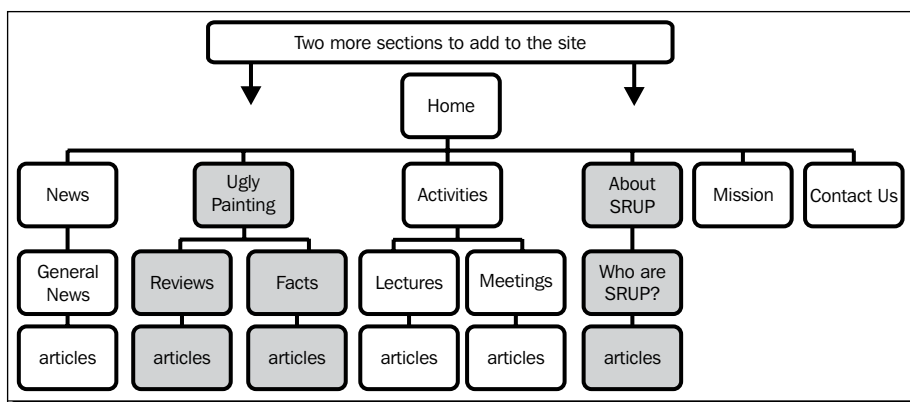 Two more sections to add to the site
Home
News
Ugly
Painting
Activities
About
SRUP
Mission
Contact Us
General
News
Reviews
Facts
Lectures
Meetings
Who are
SRUP?
articles
articles
articles
articles
articles
articles